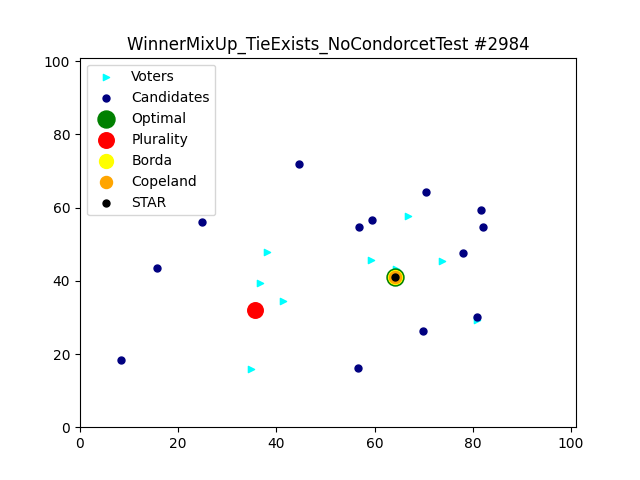 WinnerMixUp_TieExists_NoCondorcetTest #2984
Voters
Candidates
Optimal
Plurality
Borda
Copeland
STAR
100
80
60
40
20
0
0 20 40 60 80 100